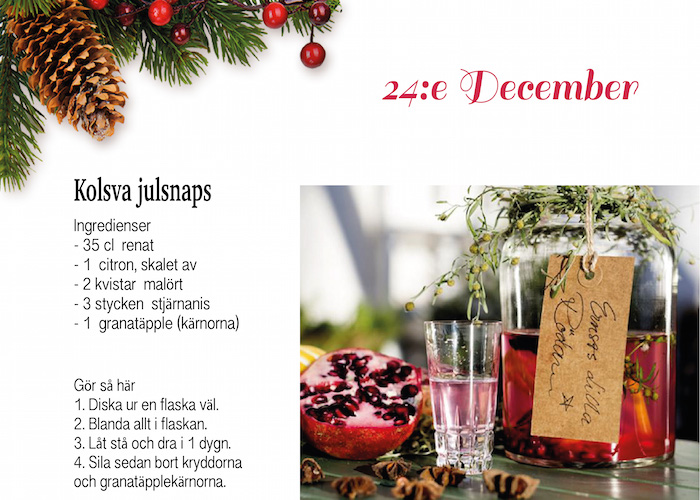 24:e December
Kolsva julsnaps
Ingredienser
- 35 cl renat
- 1 citron, skalet av
- 2 kvistar malört
- 3 stycken stjärnanis
- 1 granatäpple (kärnorna)
Gör så här
1. Diska ur en flaska väl.
2. Blanda allt i flaskan.
3. Låt stå och dra i 1 dygn.
4. Sila sedan bort kryddorna
och granatäpplekärnorna.